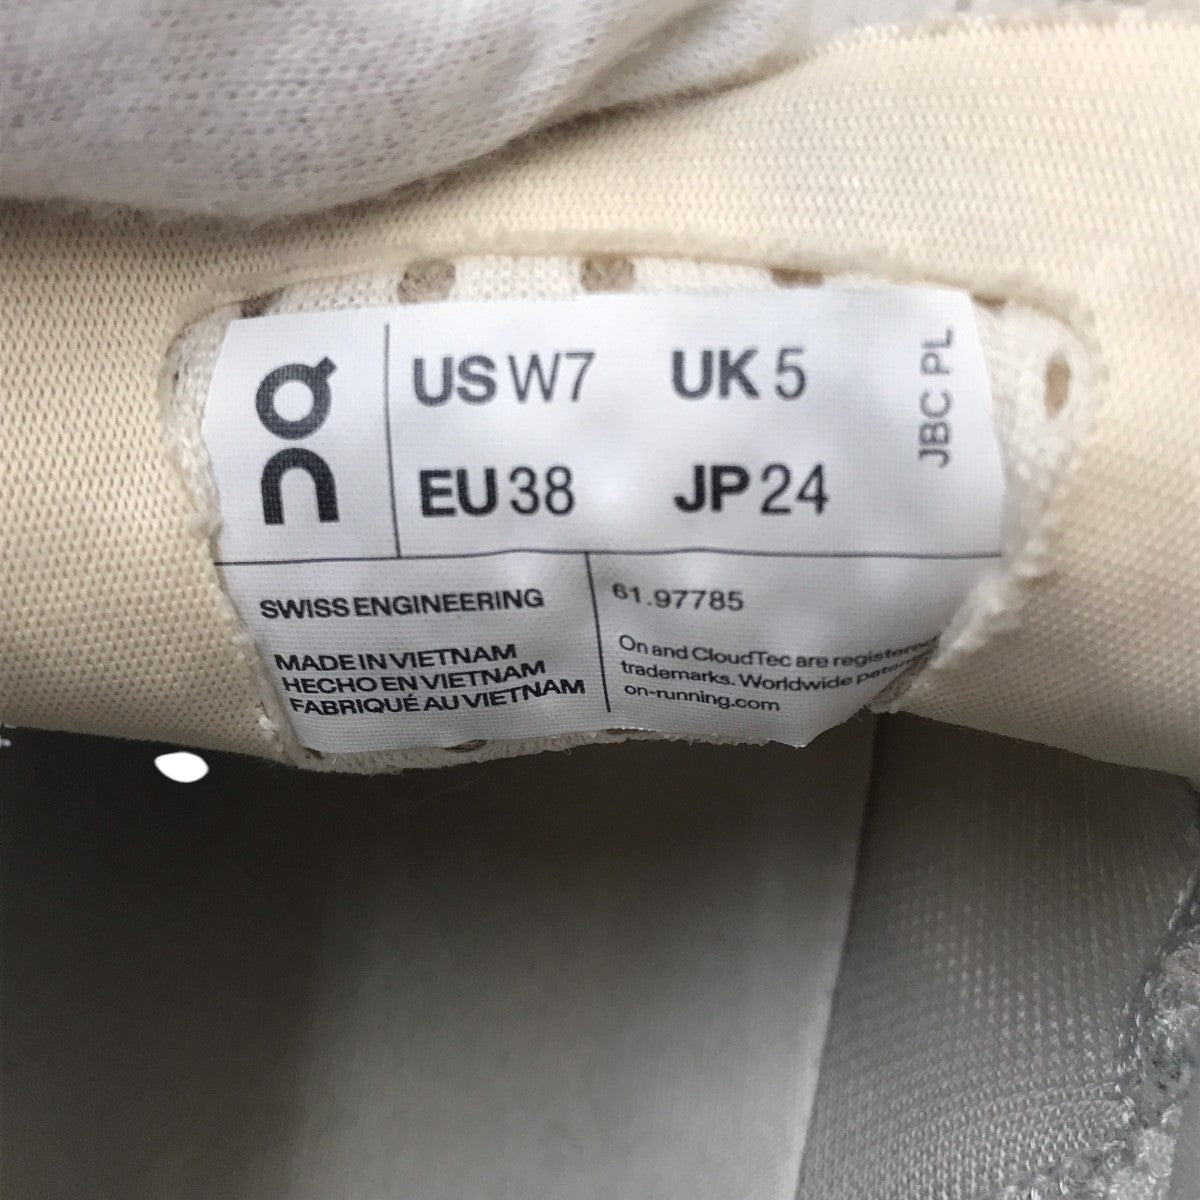 On
US W7 UK 5
EU 38 JP 24
JBC PL
SWISS ENGINEERING
MADE IN VIETNAM
HECHO EN VIETNAM
FABRIQUÉ AU VIETNAM
61.97785
On and CloudTec are registered
trademarks. Worldwide
on-running.com